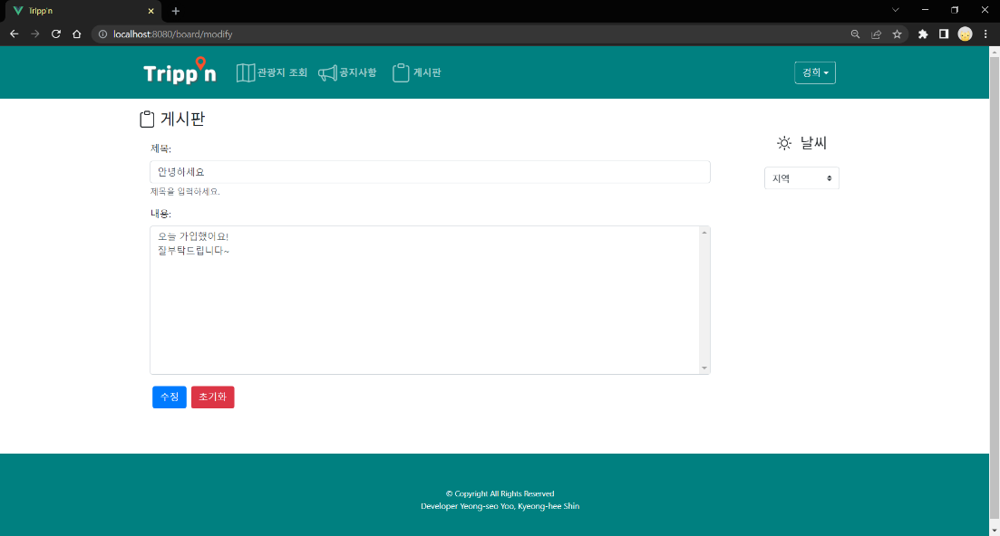 Tripp'n
localhost:8080/board/modify
Tripp'n
관광지 조회
공지사항
게시판
경희
게시판
제목:
안녕하세요
제목을 입력하세요.
내용:
오늘 가입했어요!
잘부탁드립니다~
수정
초기화
날씨
지역
© Copyright All Rights Reserved
Developer Yeong-seo Yoo, Kyeong-hee Shin